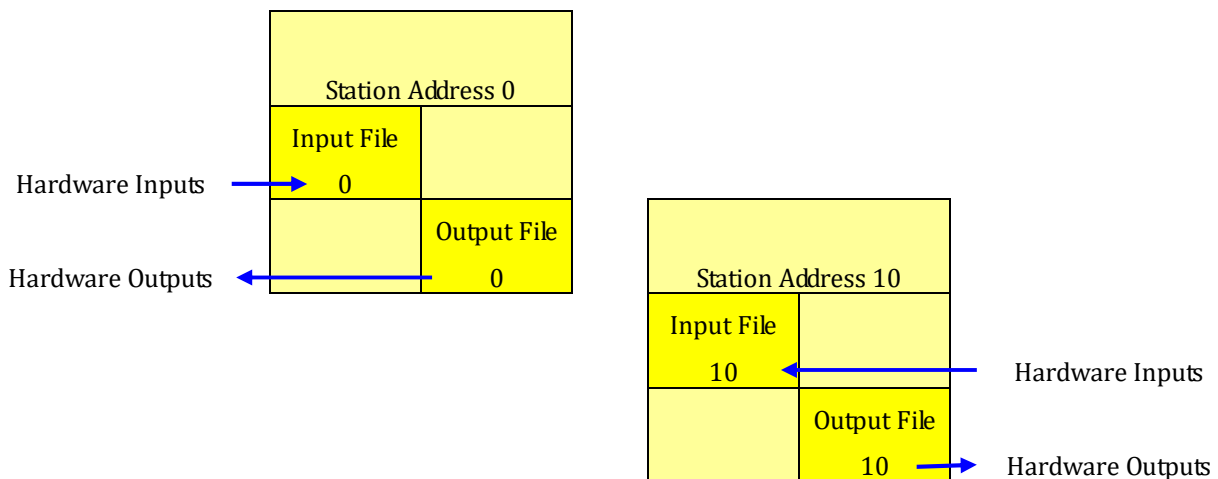 Station Address 0
Input File
0
Hardware Inputs
Output File
0
Hardware Outputs
Station Address 10
Input File
10
Hardware Inputs
Output File
10
Hardware Outputs